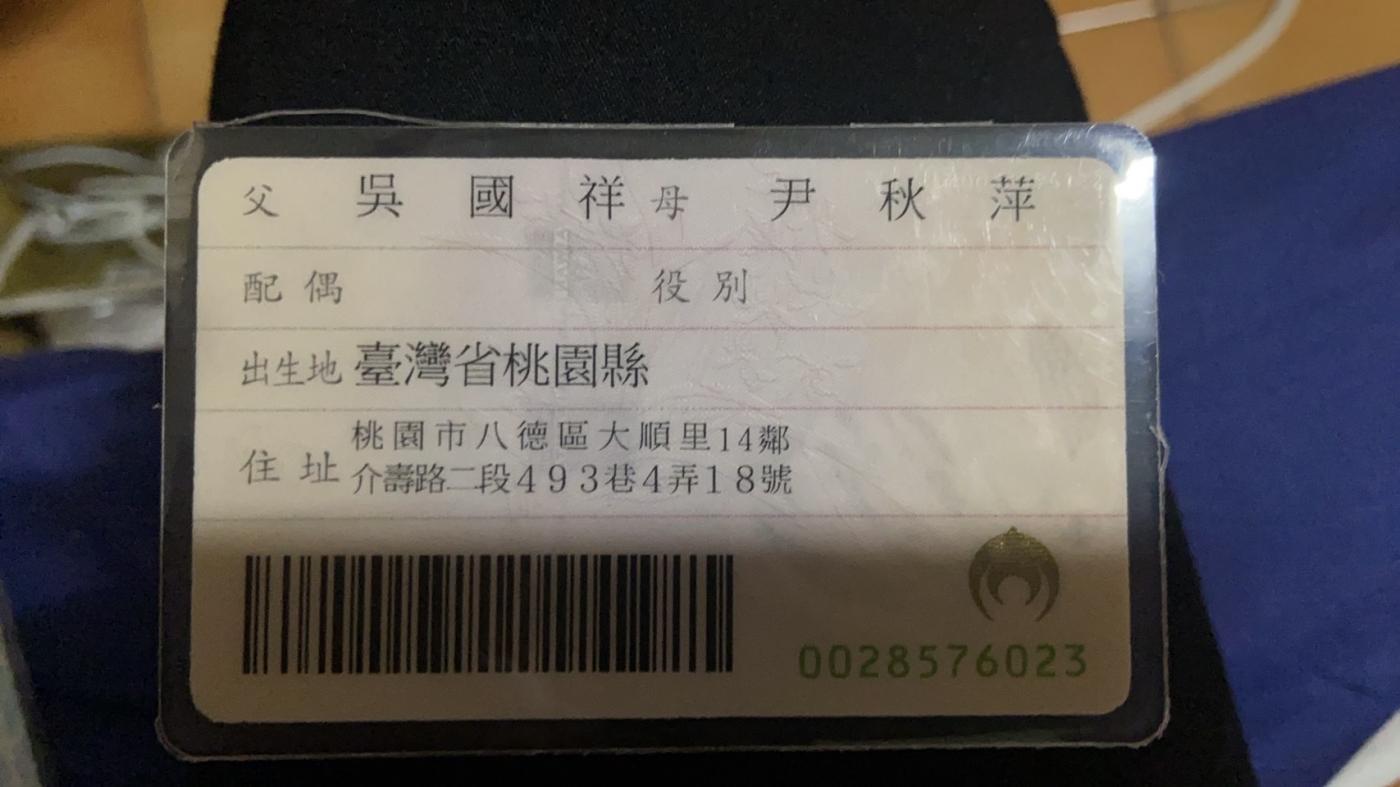 父 吳國祥 母 尹秋萍
配偶 役別
出生地 臺灣省桃園縣
住址 桃園市八德區大順里14鄰
介壽路二段493巷4弄18號
0028576023